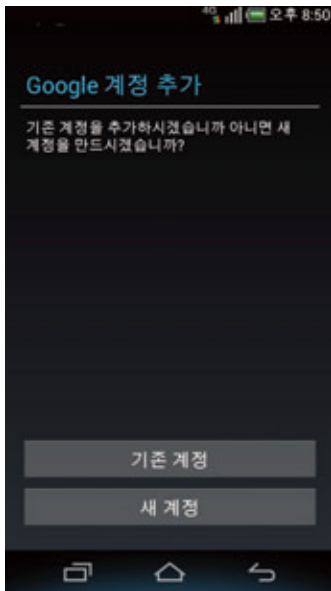 4G 오후 8:50
Google 계정 추가
기존 계정을 추가하시겠습니까 아니면 새
계정을 만드시겠습니까?
기존 계정
새 계정